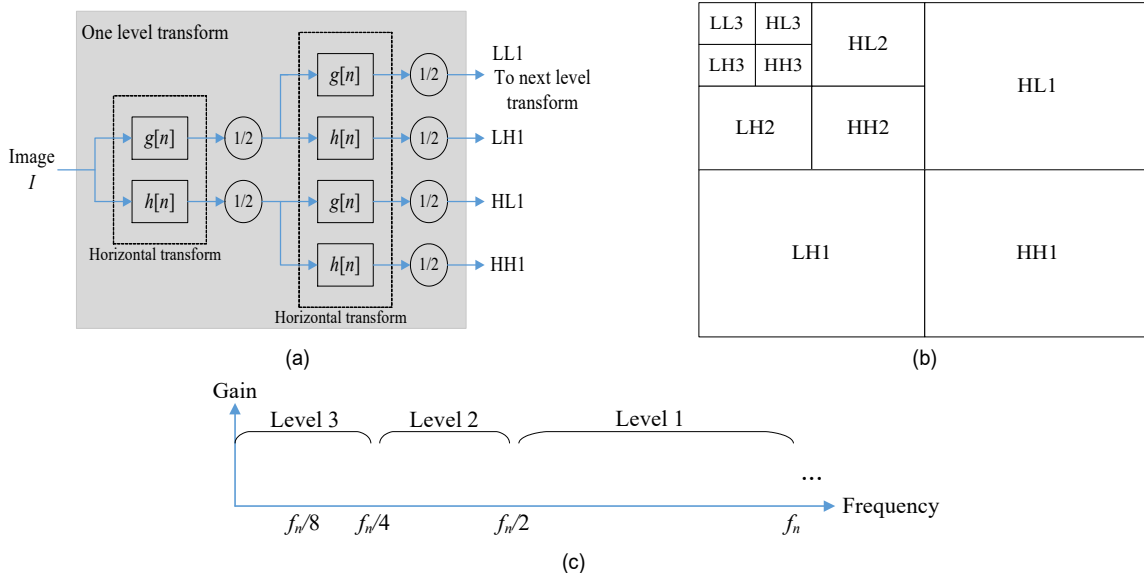 One level transform
Image
I
g[n]
h[n]
1/2
1/2
Horizontal transform
g[n]
h[n]
g[n]
h[n]
1/2
1/2
1/2
1/2
Horizontal transform
LL1
To next level
transform
LH1
HL1
HH1
(a)
LL3 HL3
LH3 HH3
HL2
LH2 HH2
HL1
LH1 HH1
(b)
Gain
Level 3 Level 2 Level 1
...
fn/8 fn/4 fn/2 fn
Frequency
(c)